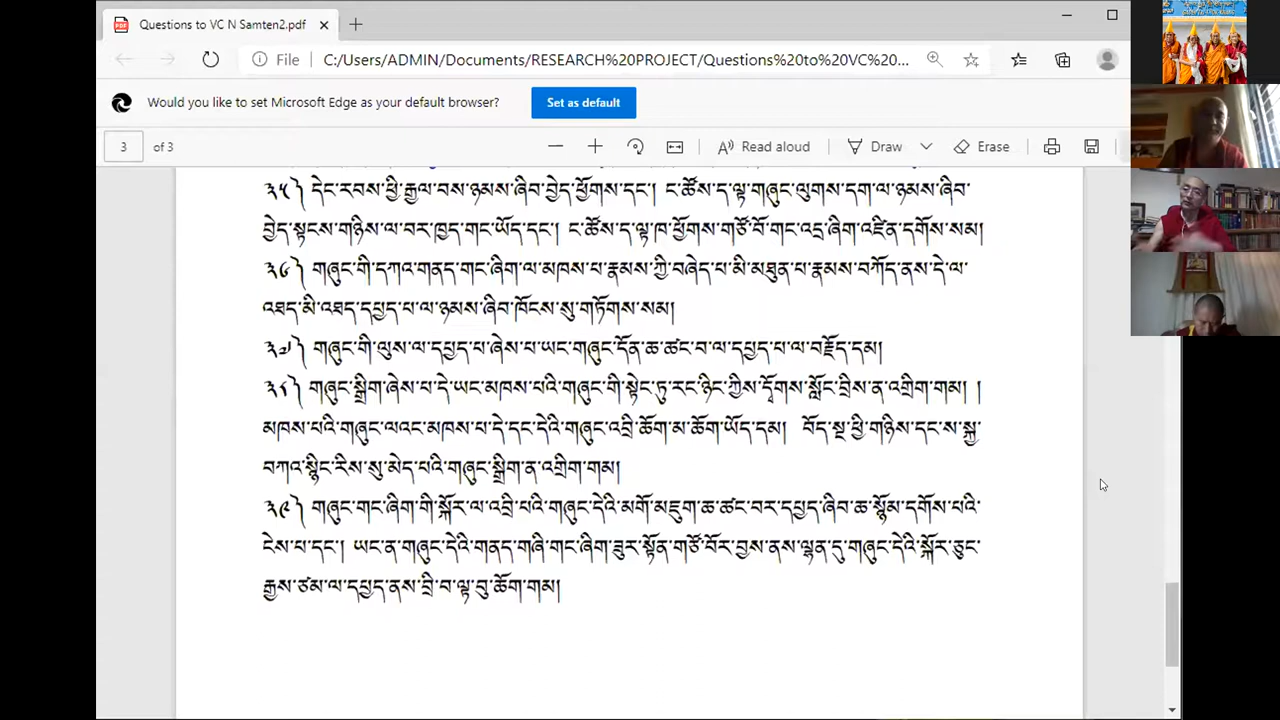 Questions to VC N Samten2.pdf
File
C:/Users/ADMIN/Documents/RESEARCH%20PROJECT/Questions%20to%20VC%20...
Would you like to set Microsoft Edge as your default browser?
Set as default
3 of 3
Read aloud
Draw
Erase
༣༥༽ དེང་རབས་ཕྱི་རྒྱལ་བས་ཉམས་ཞིབ་བྱེད་ཕྱོགས་དང་། ང་ཚོས་ད་ལྟ་གཞུང་ལུགས་དག་ལ་ཉམས་ཞིབ་
བྱེད་སྟངས་གཉིས་ལ་བར་ཁྱད་གང་ཡོད་དང་། ང་ཚོས་ད་ལྟ་ཁ་ཕྱོགས་གཙོ་བོ་གང་འདྲ་ཞིག་འཛིན་དགོས་སམ།
༣༦༽ གཞུང་གི་དཀའ་གནད་གང་ཞིག་ལ་མཁས་པ་རྣམས་ཀྱི་བཞེད་པ་མི་མཐུན་པ་རྣམས་བཀོད་ནས་དེ་ལ་
འཐད་མི་འཐད་དཔྱད་པ་ལ་ཉམས་ཞིབ་ཁོངས་སུ་གཏོགས་སམ།
༣༧༽ གཞུང་གི་ལུས་ལ་དཔྱད་པ་ཞེས་པ་ཡང་གཞུང་དོན་ཆ་ཚང་བ་ལ་དཔྱད་པ་ལ་བརྗོད་དམ།
༣༨༽ གཞུང་སྒྲིག་ཞེས་པ་དེ་ཡང་མཁས་པའི་གཞུང་གི་སྟེང་ཏུ་རང་ཉིད་ཀྱིས་དོགས་སློང་བྲིས་ན་འགྲིག་གམ། །
མཁས་པའི་གཞུང་ལའང་མཁས་པ་དེ་དང་དེའི་གཞུང་འབྲི་ཆོག་མ་ཆོག་ཡོད་དམ། བོད་སྔ་ཕྱི་གཉིས་དང་ས་སྐྱ་
བཀའ་སྙིང་རིས་སུ་མེད་པའི་གཞུང་སྒྲིག་ན་འགྲིག་གམ།
༣༩༽ གཞུང་གང་ཞིག་གི་སྐོར་ལ་འབྲི་པའི་གཞུང་དེའི་མགོ་མཇུག་ཆ་ཚང་བར་དཔྱད་ཞིབ་ཆ་སྙོམ་དགོས་པའི་
ངེས་པ་དང་། ཡང་ན་གཞུང་དེའི་གནད་གཞི་གང་ཞིག་ཟུར་སྟོན་གཙོ་བོར་བྱས་ནས་ལྷན་དུ་གཞུང་དེའི་སྐོར་ཅུང་
རྒྱས་ཙམ་ལ་དཔྱད་ནས་བྲི་བ་ལྟ་བུ་ཆོག་གམ།